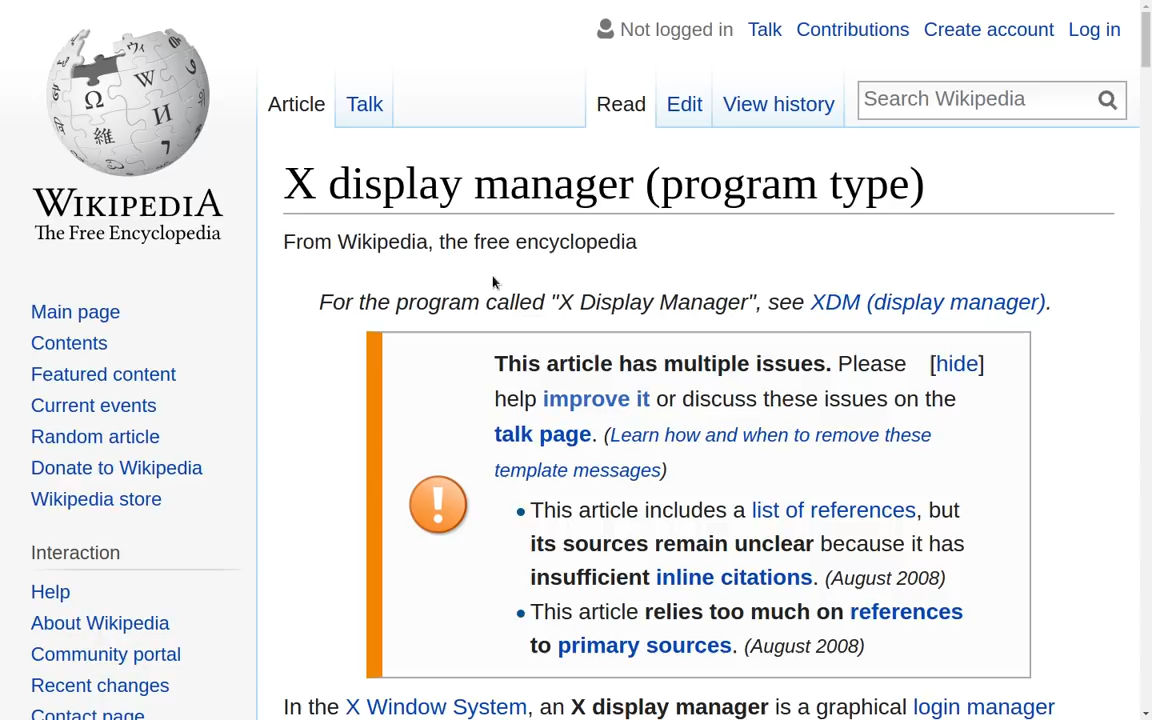 Not logged in Talk Contributions Create account Log in
Article Talk Read Edit View history Search Wikipedia
WIKIPEDIA
The Free Encyclopedia
Main page
Contents
Featured content
Current events
Random article
Donate to Wikipedia
Wikipedia store
Interaction
Help
About Wikipedia
Community portal
Recent changes
Contact page
X display manager (program type)
From Wikipedia, the free encyclopedia
For the program called "X Display Manager", see XDM (display manager).
This article has multiple issues. Please [hide]
help improve it or discuss these issues on the
talk page. (Learn how and when to remove these
template messages)
• This article includes a list of references, but
its sources remain unclear because it has
insufficient inline citations. (August 2008)
• This article relies too much on references
to primary sources. (August 2008)
In the X Window System, an X display manager is a graphical login manager